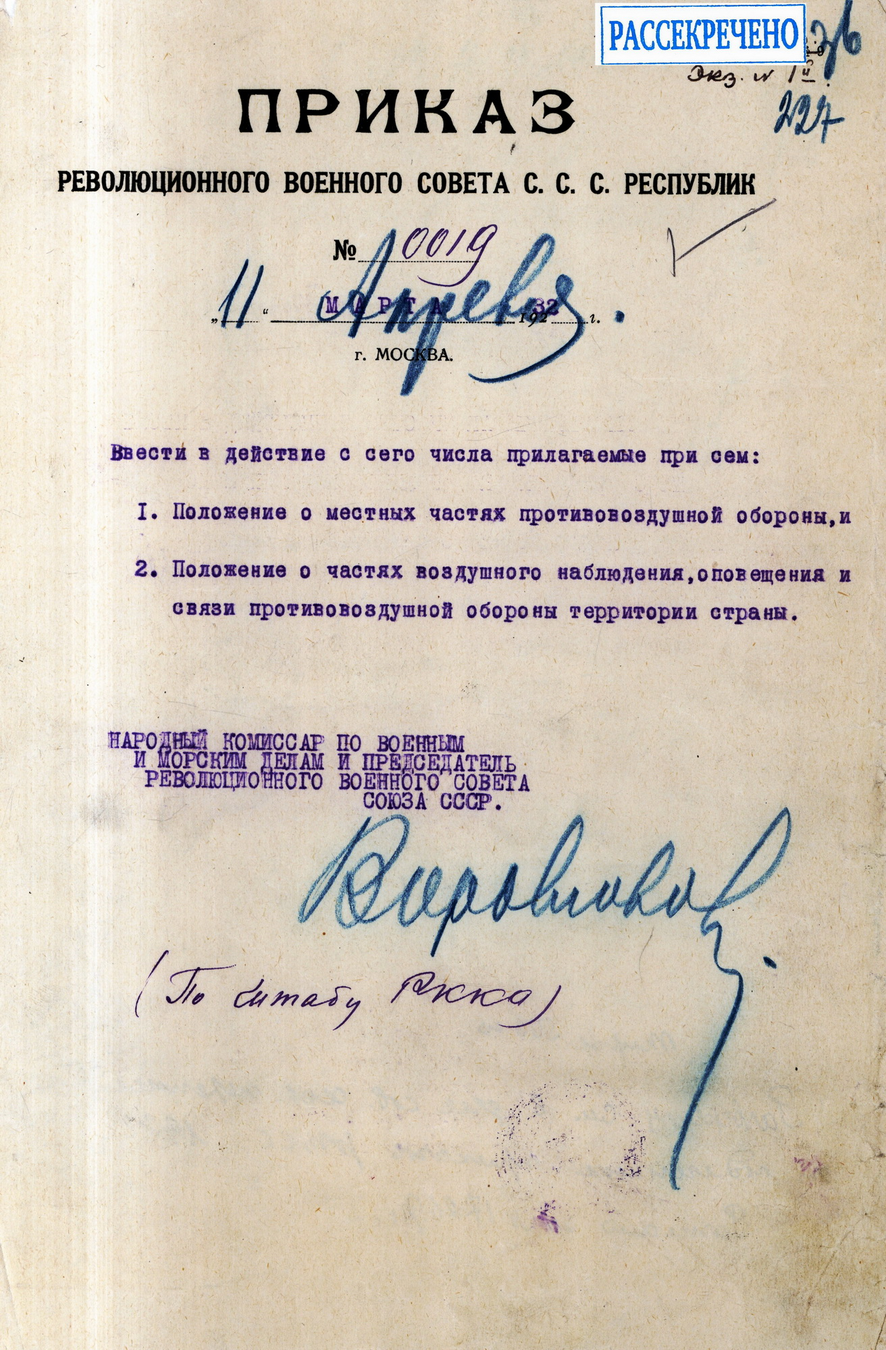 РАССЕКРЕЧЕНО
36
Экз. № 1
227
ПРИКАЗ
РЕВОЛЮЦИОННОГО ВОЕННОГО СОВЕТА С. С. С. РЕСПУБЛИК
№ 0019
„11“ МАРТА Апреля 1932 г.
г. МОСКВА.
Ввести в действие с сего числа прилагаемые при сем:
1. Положение о местных частях противовоздушной обороны,и
2. Положение о частях воздушного наблюдения,оповещения и
связи противовоздушной обороны территории страны.
НАРОДНЫЙ КОМИССАР ПО ВОЕННЫМ
И МОРСКИМ ДЕЛАМ И ПРЕДСЕДАТЕЛЬ
РЕВОЛЮЦИОННОГО ВОЕННОГО СОВЕТА
СОЮЗА СССР.
Ворошилов
(По штабу РККА)